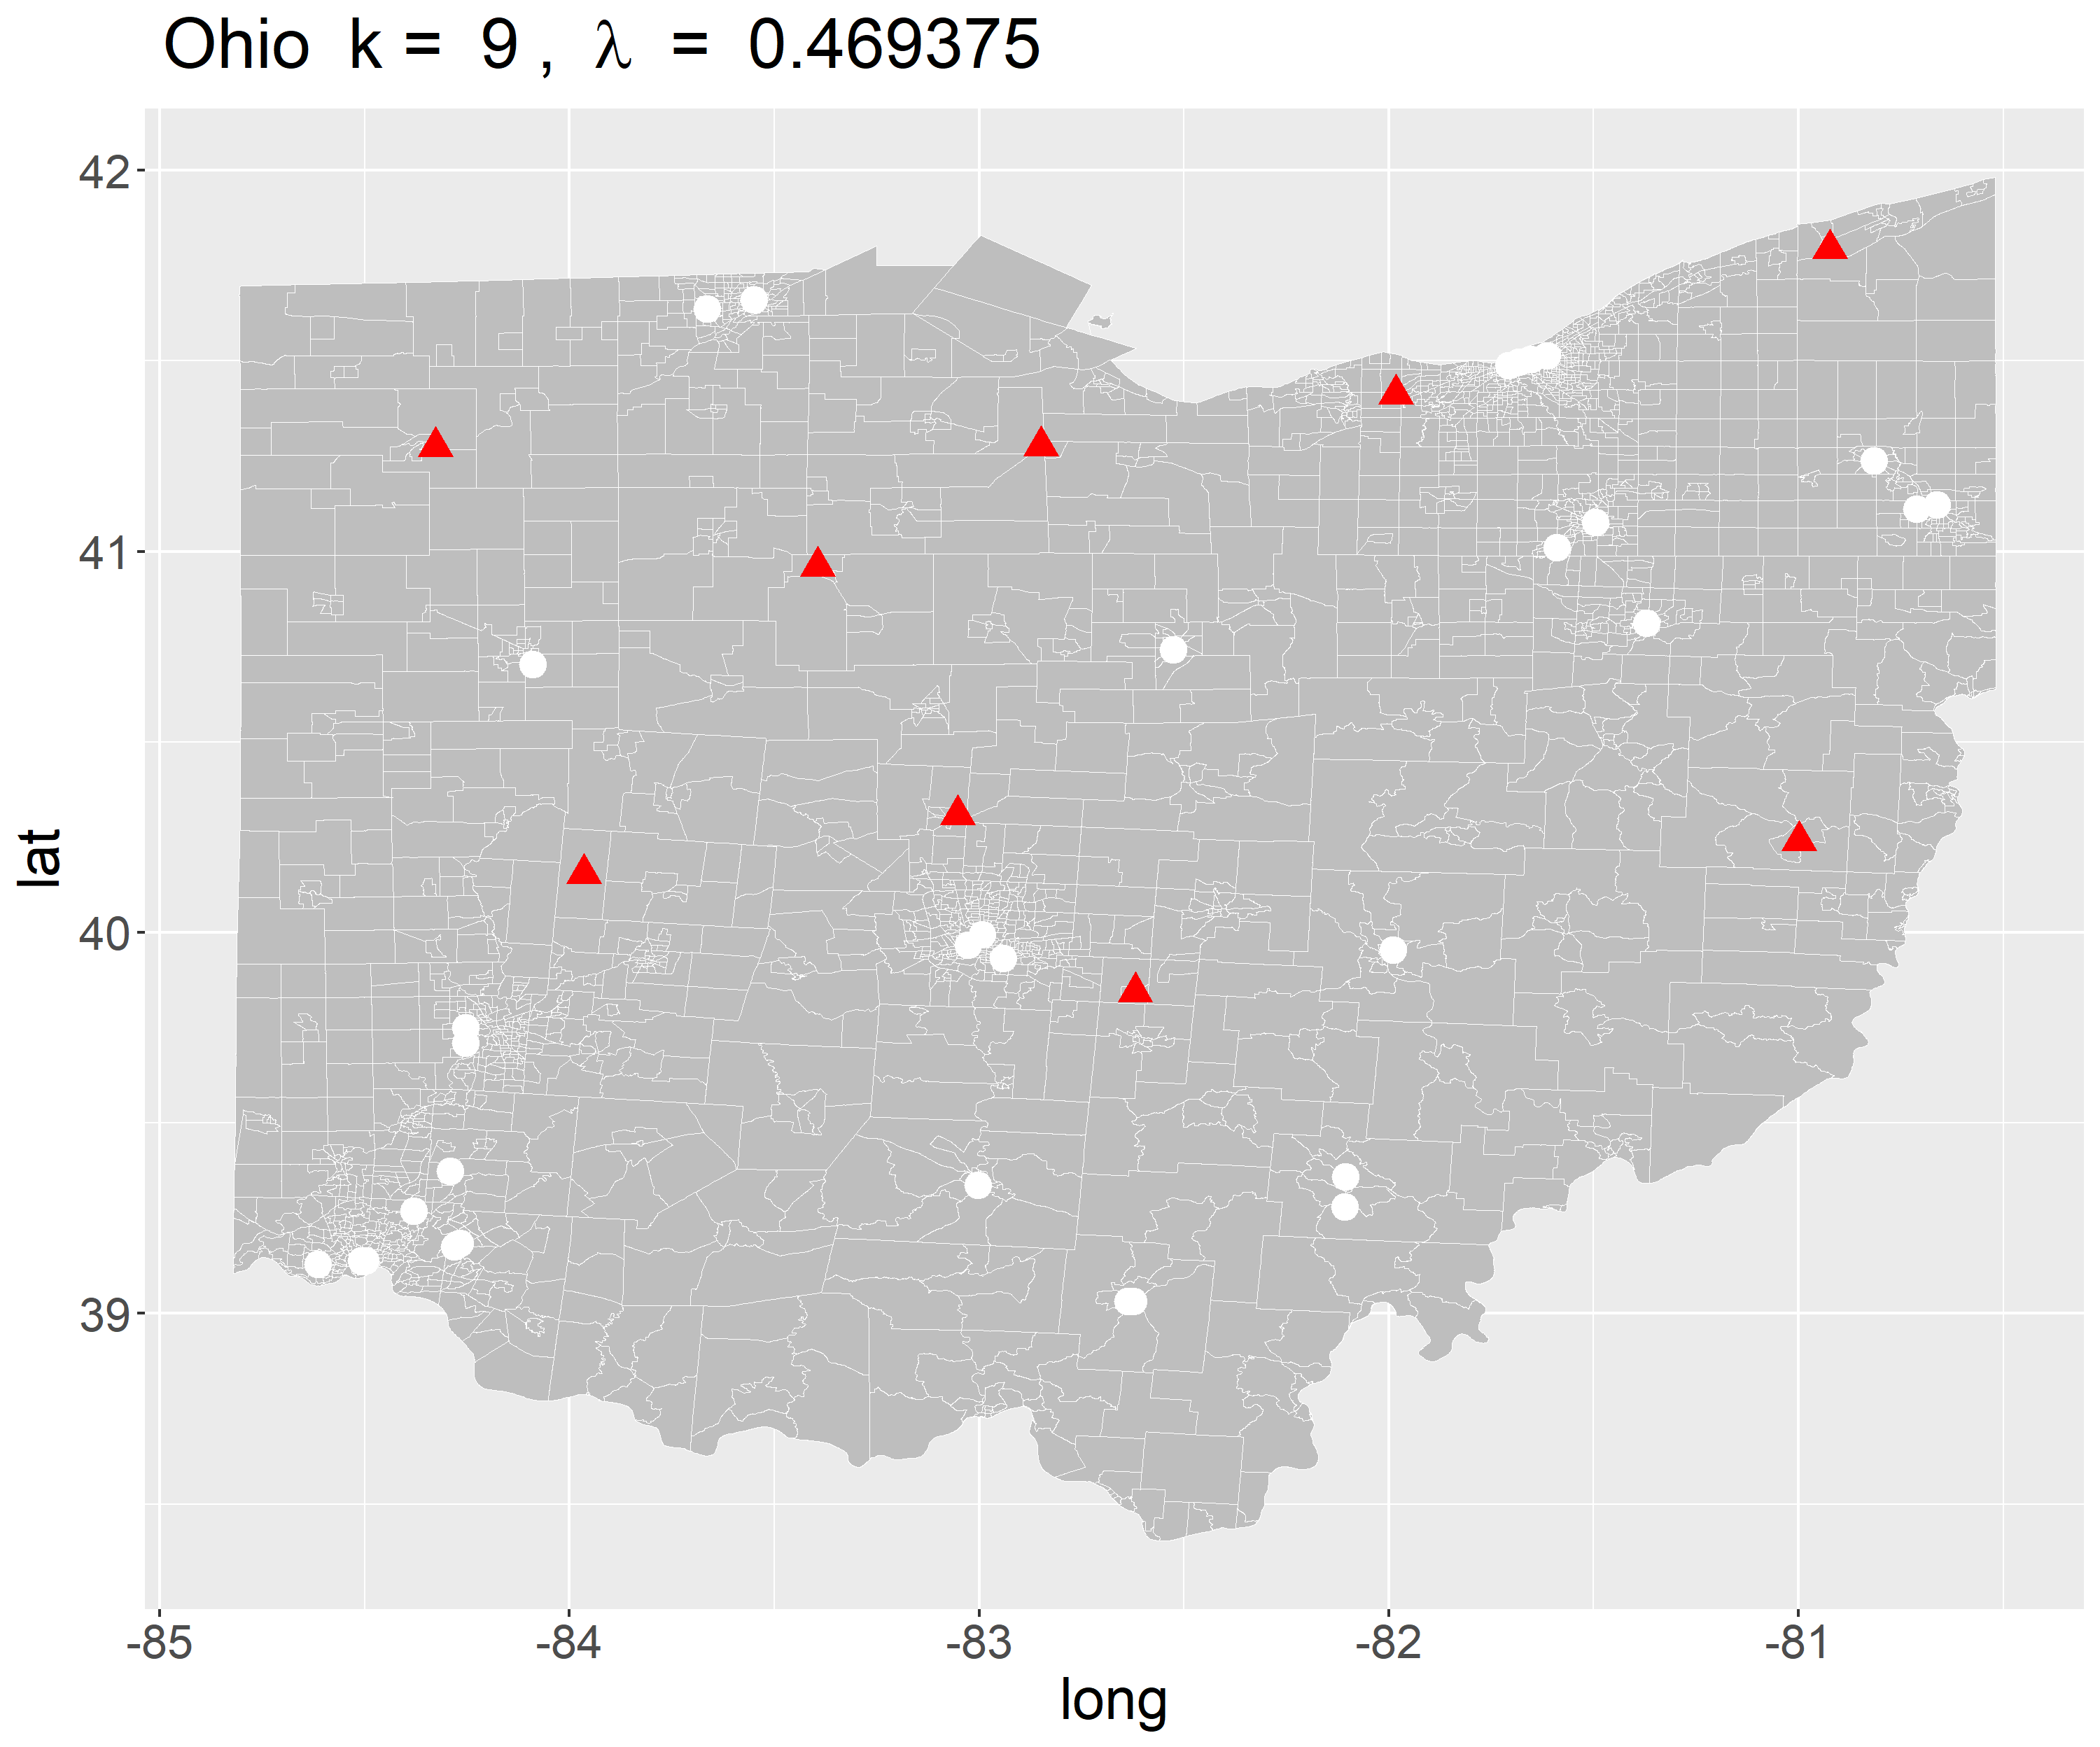 Ohio k = 9 , λ = 0.469375
42
41
40
39
lat
-85 -84 -83 -82 -81
long